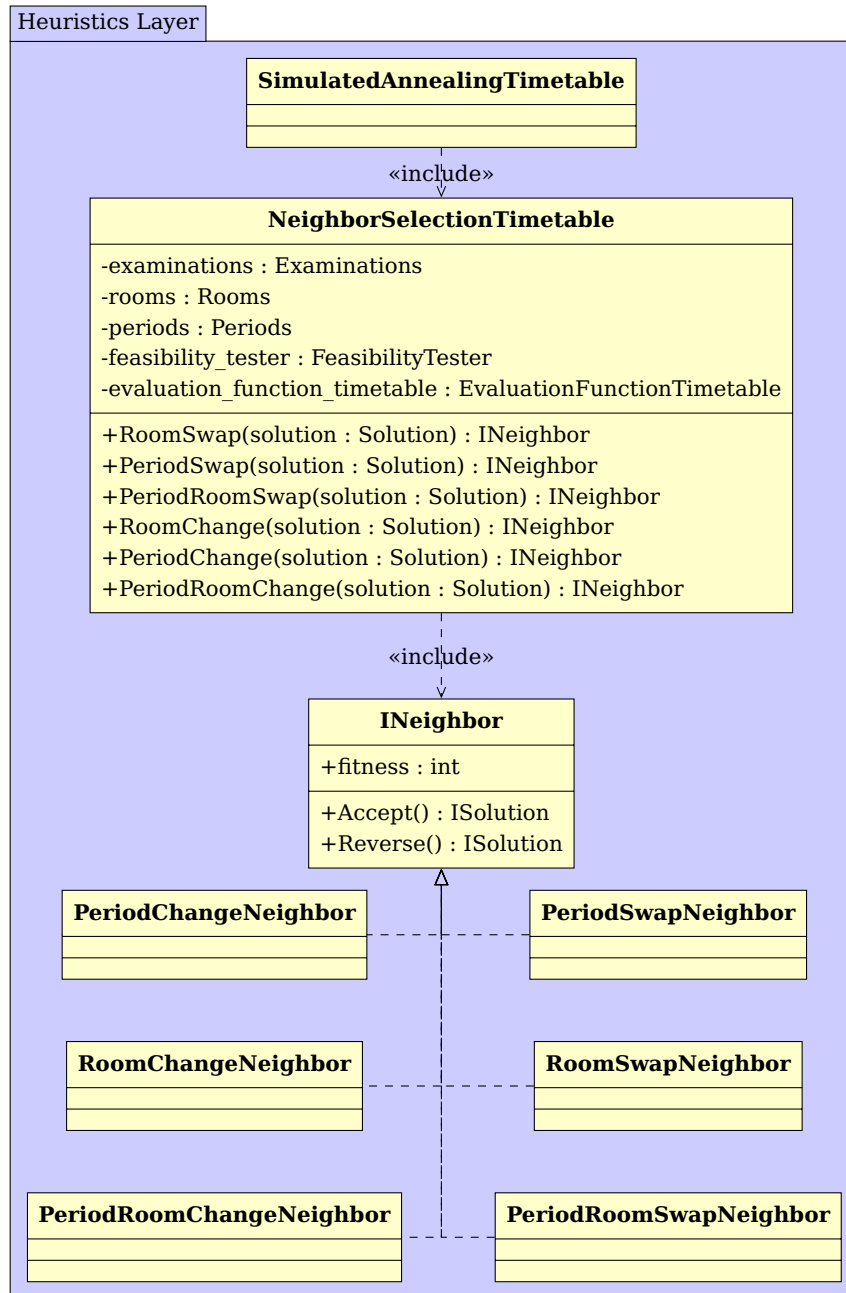 Heuristics Layer
SimulatedAnnealingTimetable
«include»
NeighborSelectionTimetable
-examinations : Examinations
-rooms : Rooms
-periods : Periods
-feasibility_tester : FeasibilityTester
-evaluation_function_timetable : EvaluationFunctionTimetable
+RoomSwap(solution : Solution) : INeighbor
+PeriodSwap(solution : Solution) : INeighbor
+PeriodRoomSwap(solution : Solution) : INeighbor
+RoomChange(solution : Solution) : INeighbor
+PeriodChange(solution : Solution) : INeighbor
+PeriodRoomChange(solution : Solution) : INeighbor
«include»
INeighbor
+fitness : int
+Accept() : ISolution
+Reverse() : ISolution
PeriodChangeNeighbor
PeriodSwapNeighbor
RoomChangeNeighbor
RoomSwapNeighbor
PeriodRoomChangeNeighbor
PeriodRoomSwapNeighbor